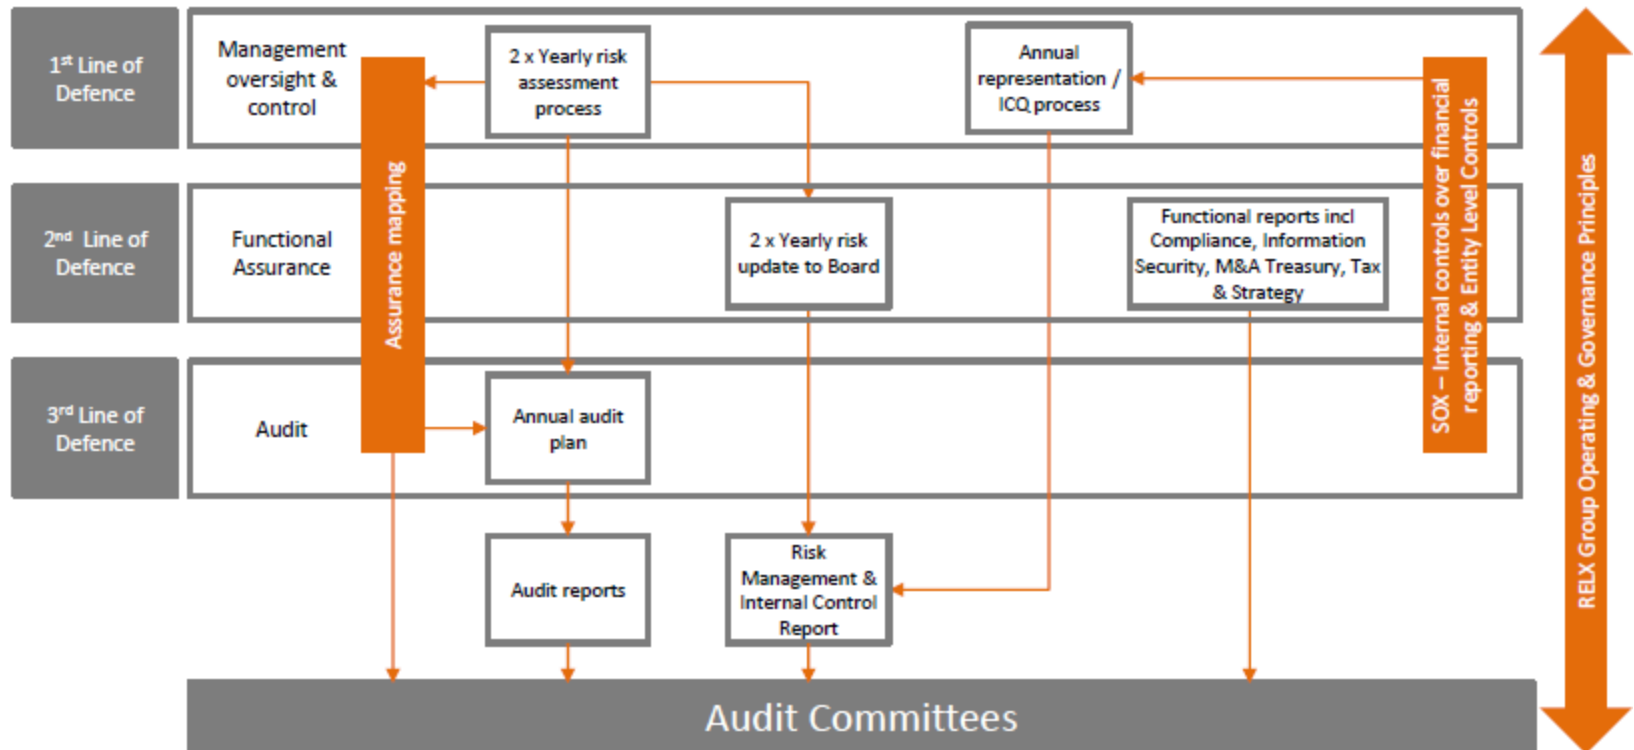 1st Line of
Defence
Management
oversight &
control
2 x Yearly risk
assessment
process
Annual
representation /
ICQ process
2nd Line of
Defence
Functional
Assurance
2 x Yearly risk
update to Board
Functional reports incl
Compliance, Information
Security, M&A Treasury, Tax
& Strategy
3rd Line of
Defence
Audit
Annual audit
plan
Assurance mapping
SOX – Internal controls over financial
reporting & Entity Level Controls
RELX Group Operating & Governance Principles
Audit reports
Risk
Management &
Internal Control
Report
Audit Committees